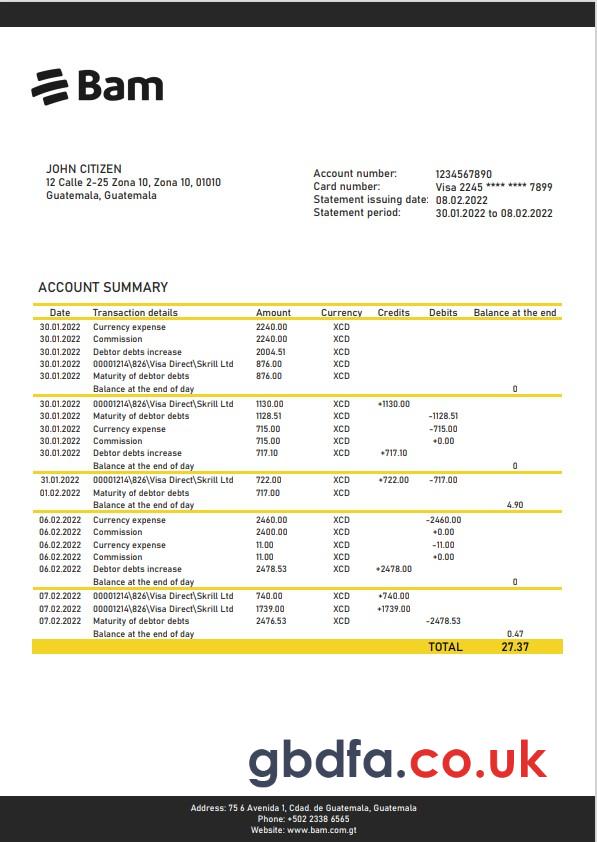 Bam
JOHN CITIZEN
12 Calle 2-25 Zona 10, Zona 10, 01010
Guatemala, Guatemala
Account number: 1234567890
Card number: Visa 2245 **** **** 7899
Statement issuing date: 08.02.2022
Statement period: 30.01.2022 to 08.02.2022
ACCOUNT SUMMARY
Date Transaction details Amount Currency Credits Debits Balance at the end
30.01.2022 Currency expense 2240.00 XCD
30.01.2022 Commission 2240.00 XCD
30.01.2022 Debtor debts increase 2004.51 XCD
30.01.2022 00001214\826\Visa Direct\Skrill Ltd 876.00 XCD
30.01.2022 Maturity of debtor debts 876.00 XCD
Balance at the end of day 0
30.01.2022 00001214\826\Visa Direct\Skrill Ltd 1130.00 XCD +1130.00
30.01.2022 Maturity of debtor debts 1128.51 XCD -1128.51
30.01.2022 Currency expense 715.00 XCD -715.00
30.01.2022 Commission 715.00 XCD +0.00
30.01.2022 Debtor debts increase 717.10 XCD +717.10
Balance at the end of day 0
31.01.2022 00001214\826\Visa Direct\Skrill Ltd 722.00 XCD +722.00 -717.00
01.02.2022 Maturity of debtor debts 717.00 XCD
Balance at the end of day 4.90
06.02.2022 Currency expense 2460.00 XCD -2460.00
06.02.2022 Commission 2400.00 XCD +0.00
06.02.2022 Currency expense 11.00 XCD -11.00
06.02.2022 Commission 11.00 XCD +0.00
06.02.2022 Debtor debts increase 2478.53 XCD +2478.00
Balance at the end of day 0
07.02.2022 00001214\826\Visa Direct\Skrill Ltd 740.00 XCD +740.00
07.02.2022 00001214\826\Visa Direct\Skrill Ltd 1739.00 XCD +1739.00
07.02.2022 Maturity of debtor debts 2476.53 XCD -2478.53
Balance at the end of day 0.47
TOTAL 27.37
gbdfa.co.uk
Address: 75 6 Avenida 1, Cdad. de Guatemala, Guatemala
Phone: +502 2338 6565
Website: www.bam.com.gt